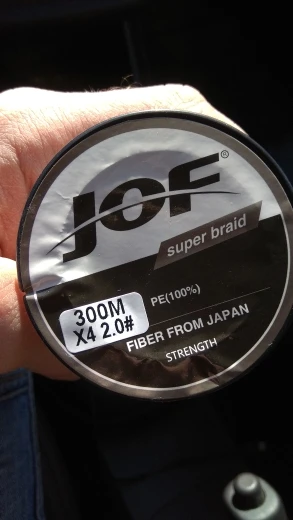 JOF®
super braid
300M
X4 2.0#
PE(100%)
FIBER FROM JAPAN
STRENGTH